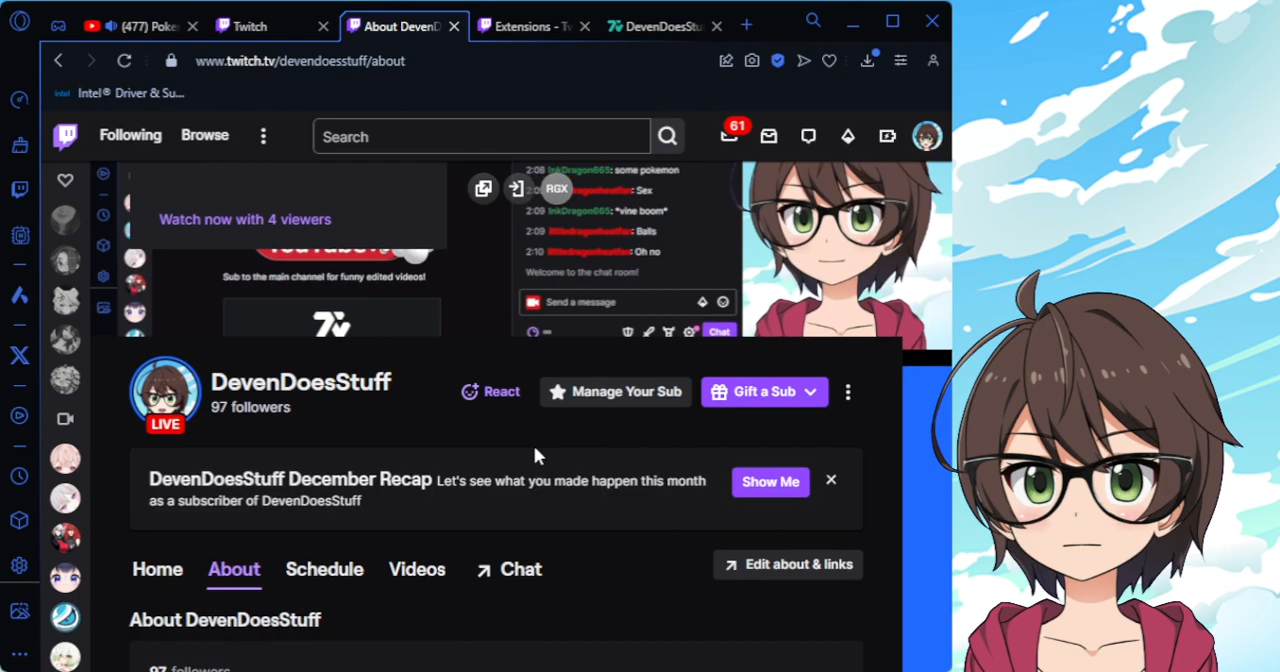 (477) Poke
Twitch
About DevenD
Extensions - Tw
DevenDoesStu
www.twitch.tv/devendoesstuff/about
intel
Intel® Driver & Su...
Following
Browse
Search
61
Watch now with 4 viewers
RGX
Sub to the main channel for funny edited videos!
2:08 InkDragon665: some pokemon
Sex
2:09 InkDragon665: *vine boom*
2:09 Balls
2:10 Oh no
Welcome to the chat room!
Send a message
Chat
DevenDoesStuff
97 followers
LIVE
React
Manage Your Sub
Gift a Sub
DevenDoesStuff December Recap Let's see what you made happen this month
as a subscriber of DevenDoesStuff
Show Me
Home
About
Schedule
Videos
Chat
Edit about & links
About DevenDoesStuff
97 followers